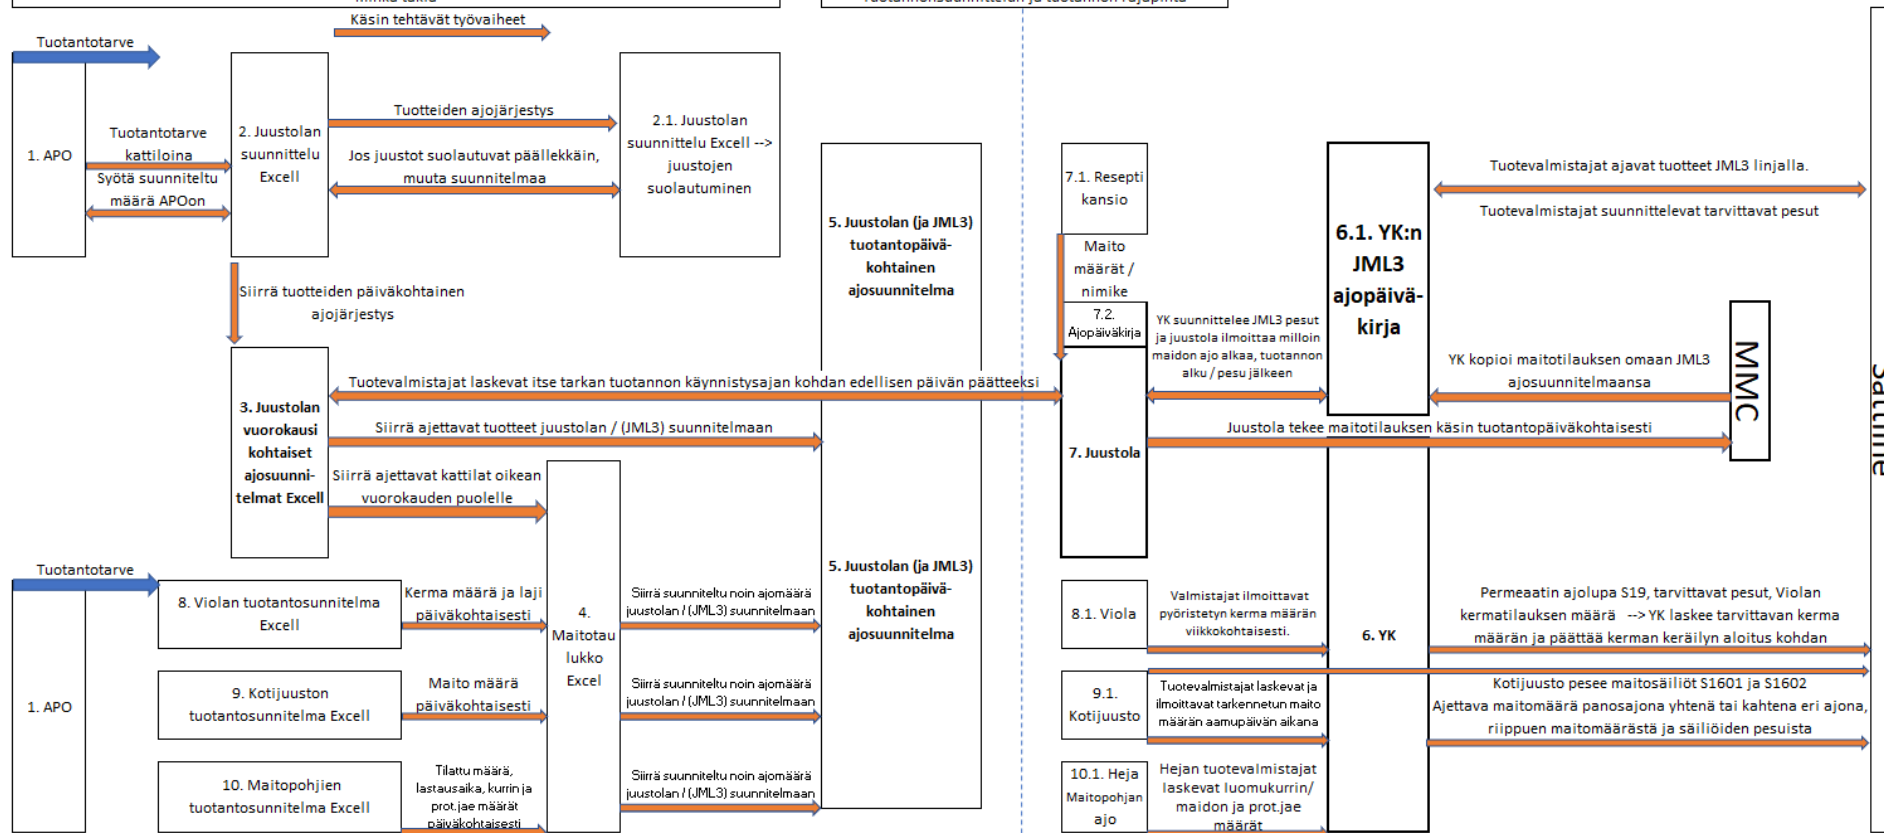 minkä takia
Tuotannonsuunnittelun ja tuotannon rajapinta
Käsin tehtävät työvaiheet
Tuotantotarve
1. APO
Tuotantotarve
kattiloina
Syötä suunniteltu
määrä APOon
2. Juustolan
suunnittelu
Excell
Tuotteiden ajojärjestys
Jos juustot suolautuvat päällekkäin,
muuta suunnitelmaa
2.1. Juustolan
suunnittelu Excell -->
juustojen
suolautuminen
Siirrä tuotteiden päiväkohtainen
ajojärjestys
5. Juustolan (ja JML3)
tuotantopäivä-
kohtainen
ajosuunnitelma
7.1. Resepti
kansio
Maito
määrät /
nimike
7.2.
Ajopäiväkirja
YK suunnittelee JML3 pesut
ja juustola ilmoittaa milloin
maidon ajo alkaa, tuotannon
alku / pesu jälkeen
6.1. YK:n
JML3
ajopäivä-
kirja
Tuotevalmistajat ajavat tuotteet JML3 linjalla.
Tuotevalmistajat suunnittelevat tarvittavat pesut
YK kopioi maitotilauksen omaan JML3
ajosuunnitelmaansa
MMC
Tuotevalmistajat laskevat itse tarkan tuotannon käynnistysajan kohdan edellisen päivän päätteeksi
3. Juustolan
vuorokausi
kohtaiset
ajosuunni-
telmat Excell
Siirrä ajettavat tuotteet juustolan / (JML3) suunnitelmaan
Juustola tekee maitotilauksen käsin tuotantopäiväkohtaisesti
7. Juustola
Siirrä ajettavat kattilat oikean
vuorokauden puolelle
Tuotantotarve
1. APO
8. Violan tuotantosunnitelma
Excell
Kerma määrä ja laji
päiväkohtaisesti
4.
Maitotau
lukko
Excel
Siirrä suunniteltu noin ajomäärä
juustolan / (JML3) suunnitelmaan
5. Juustolan (ja JML3)
tuotantopäivä-
kohtainen
ajosuunnitelma
8.1. Viola
Valmistajat ilmoittavat
pyöristetyn kerma määrän
viikkokohtaisesti.
6. YK
Permeaatin ajolupa S19, tarvittavat pesut, Violan
kermatilauksen määrä --> YK laskee tarvittavan kerma
määrän ja päättää kerman keräilyn aloitus kohdan
9. Kotijuuston
tuotantosunnitelma Excell
Maito määrä
päiväkohtaisesti
Siirrä suunniteltu noin ajomäärä
juustolan / (JML3) suunnitelmaan
9.1.
Kotijuusto
Tuotevalmistajat laskevat ja
ilmoittavat tarkennetun maito
määrän aamupäivän aikana
Kotijuusto pesee maitosäiliöt S1601 ja S1602
Ajettava maitomäärä panosajona yhtenä tai kahtena eri ajona,
riippuen maitomäärästä ja säiliöiden pesuista
10. Maitopohjien
tuotantosunnitelma Excell
Tilattu määrä,
lastausaika, kurrin ja
prot.jae määrät
päiväkohtaisesti
Siirrä suunniteltu noin ajomäärä
juustolan / (JML3) suunnitelmaan
10.1. Heja
Maitopohjan
ajo
Hejan tuotevalmistajat
laskevat luomukurrin/
maidon ja prot.jae
määrät